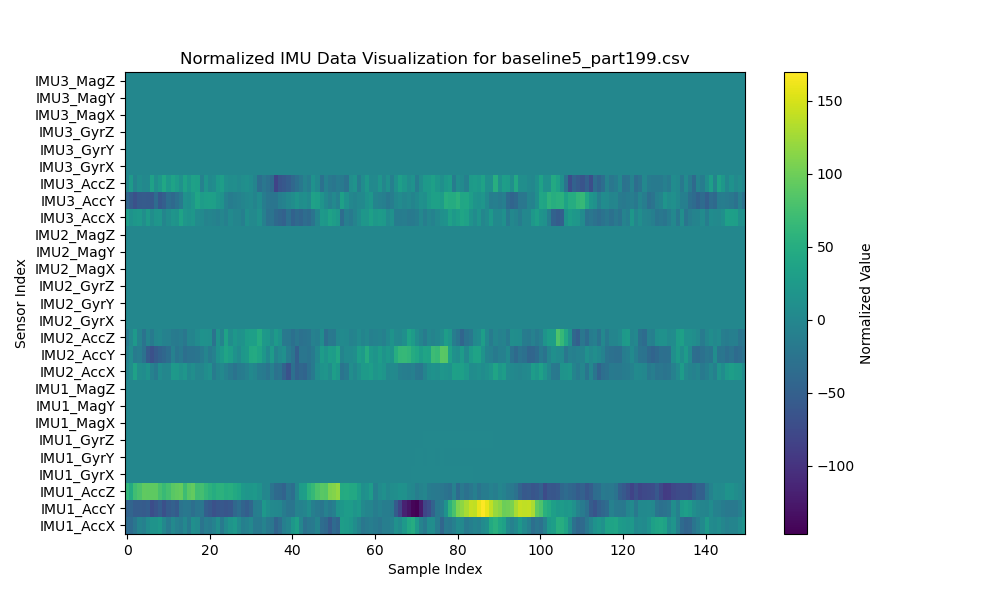 Normalized IMU Data Visualization for baseline5_part199.csv
IMU3_MagZ
IMU3_MagY
IMU3_MagX
IMU3_GyrZ
IMU3_GyrY
IMU3_GyrX
IMU3_AccZ
IMU3_AccY
IMU3_AccX
IMU2_MagZ
IMU2_MagY
IMU2_MagX
IMU2_GyrZ
IMU2_GyrY
IMU2_GyrX
IMU2_AccZ
IMU2_AccY
IMU2_AccX
IMU1_MagZ
IMU1_MagY
IMU1_MagX
IMU1_GyrZ
IMU1_GyrY
IMU1_GyrX
IMU1_AccZ
IMU1_AccY
IMU1_AccX
Sensor Index
0 20 40 60 80 100 120 140
Sample Index
150
100
50
0
−50
−100
Normalized Value